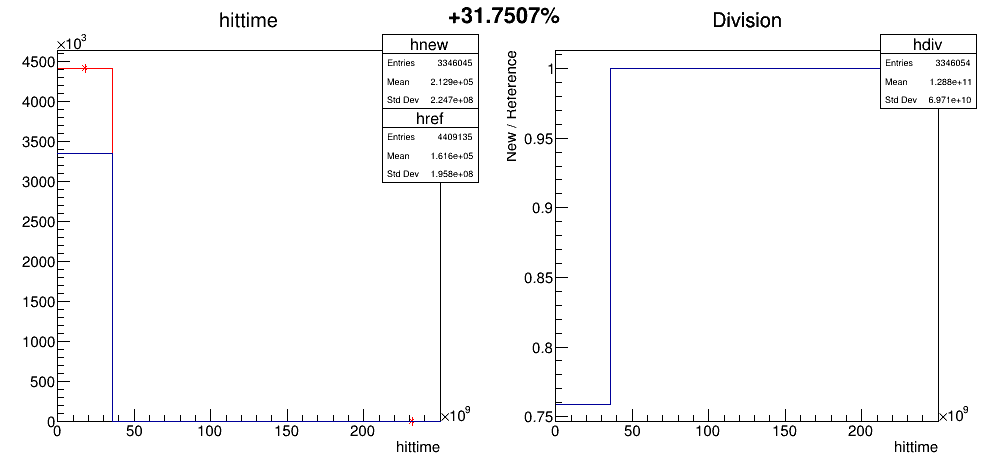 +31.7507%
hittime
×10³
4500
4000
3500
3000
2500
2000
1500
1000
500
0
0 50 100 150 200
×10⁹
hittime
hnew
Entries 3346045
Mean 2.129e+05
Std Dev 2.247e+08
href
Entries 4409135
Mean 1.616e+05
Std Dev 1.958e+08
Division
New / Reference
1
0.95
0.9
0.85
0.8
0.75
0 50 100 150 200
×10⁹
hittime
hdiv
Entries 3346054
Mean 1.288e+11
Std Dev 6.971e+10